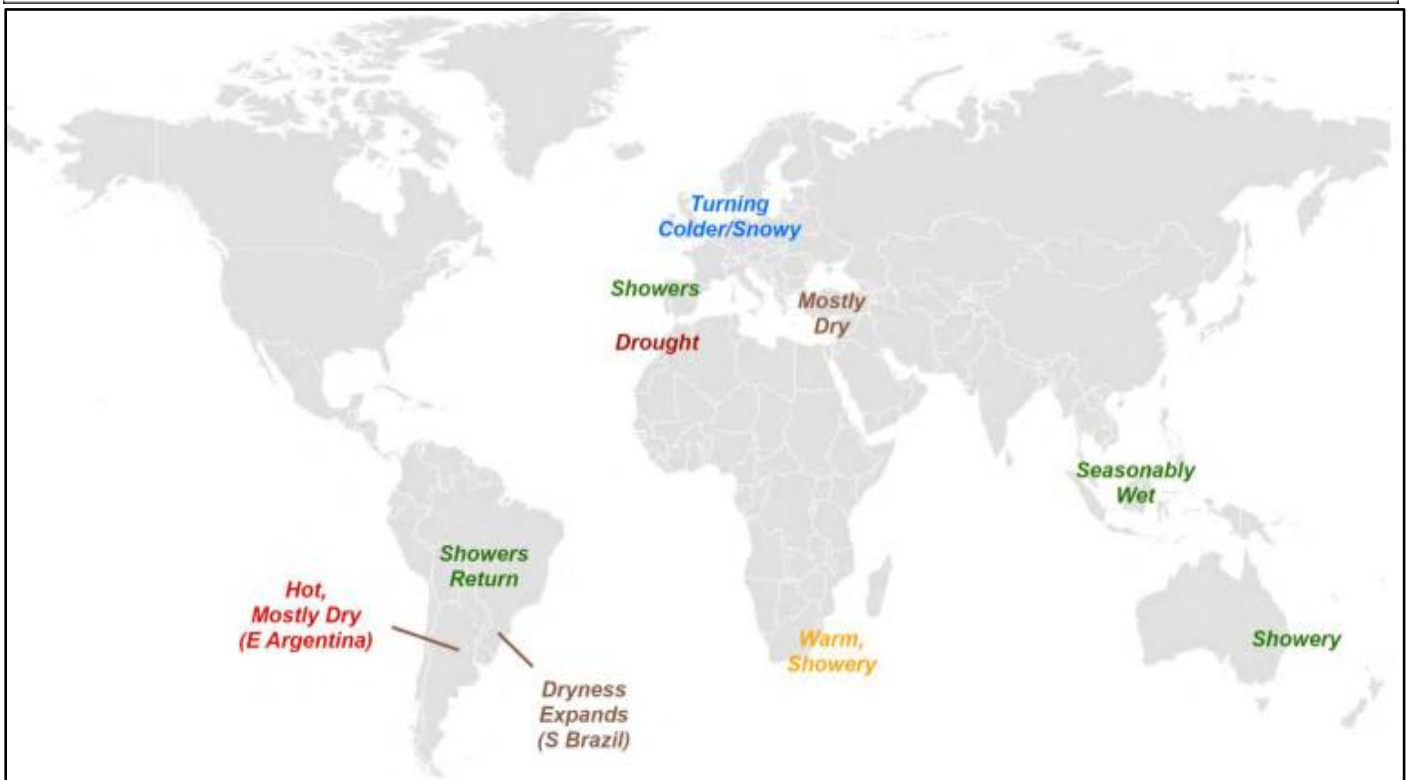 Turning
Colder/Snowy
Showers
Mostly
Dry
Drought
Seasonably
Wet
Showers
Return
Hot,
Mostly Dry
(E Argentina)
Warm,
Showery
Showery
Dryness
Expands
(S Brazil)